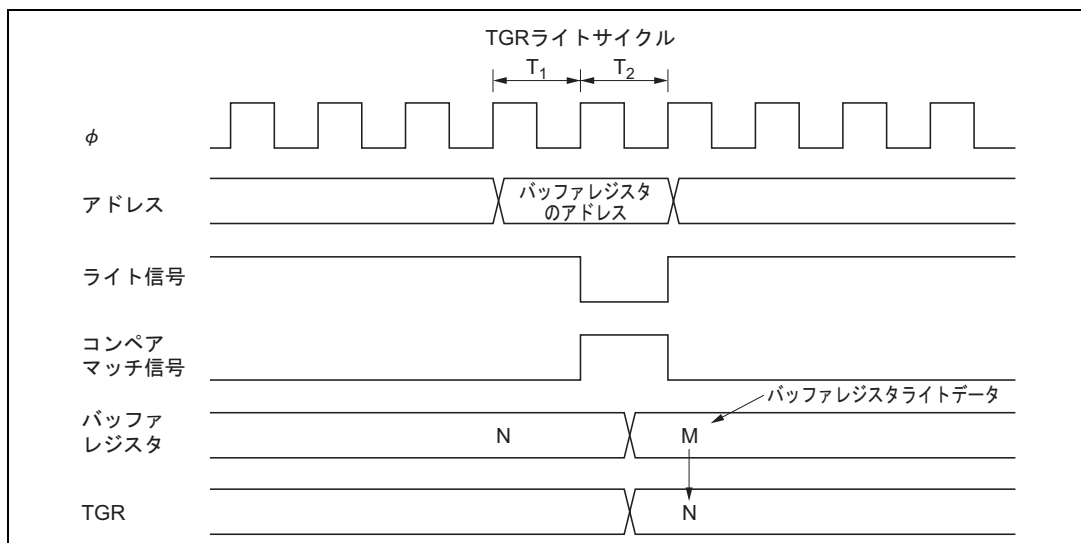 TGRライトサイクル
T1 T2
φ
アドレス
バッファレジスタ
のアドレス
ライト信号
コンペア
マッチ信号
バッファレジスタライトデータ
バッファ
レジスタ
N M
TGR
N